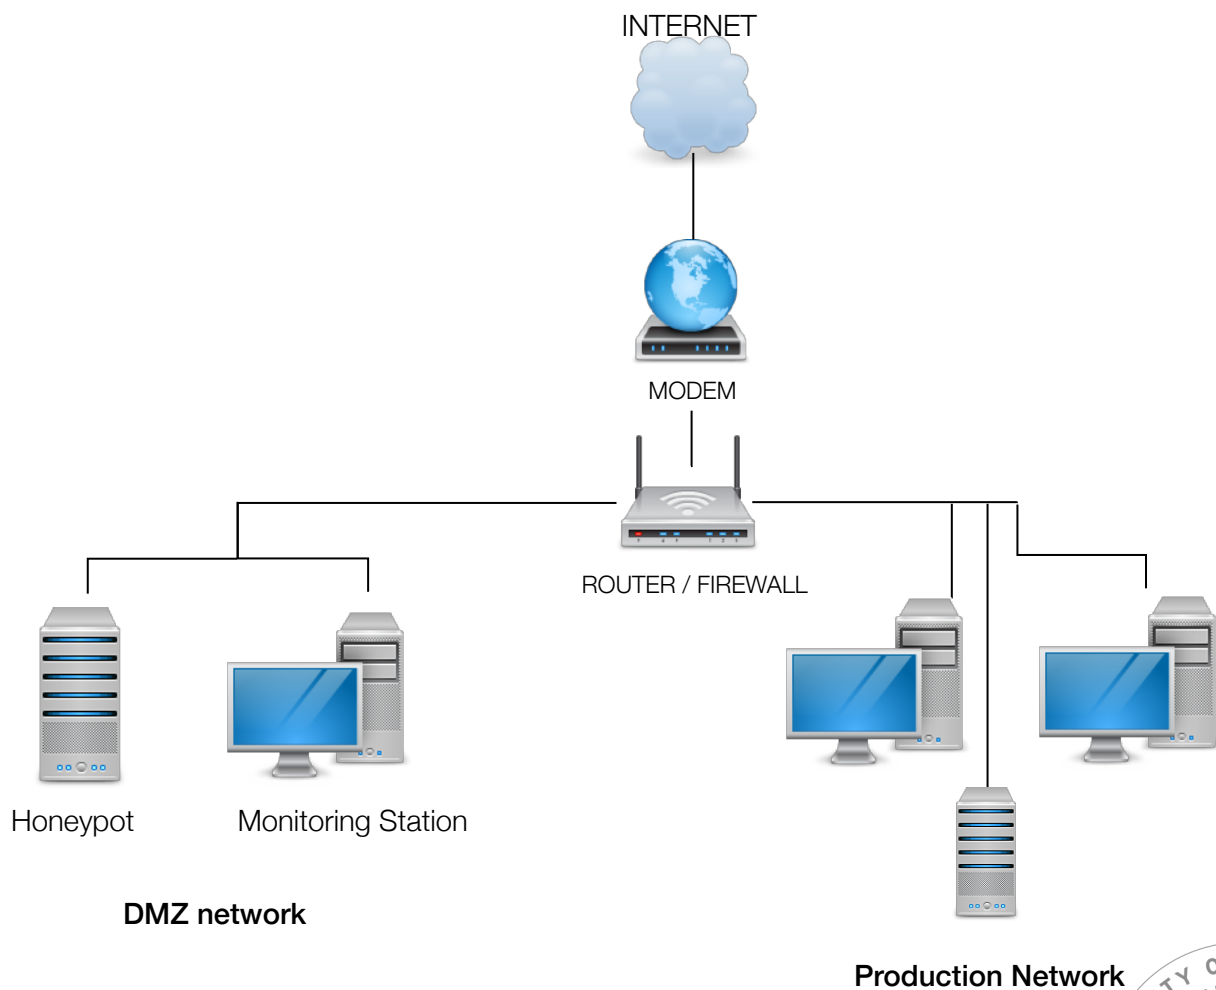 INTERNET
MODEM
ROUTER / FIREWALL
Honeypot
Monitoring Station
DMZ network
Production Network